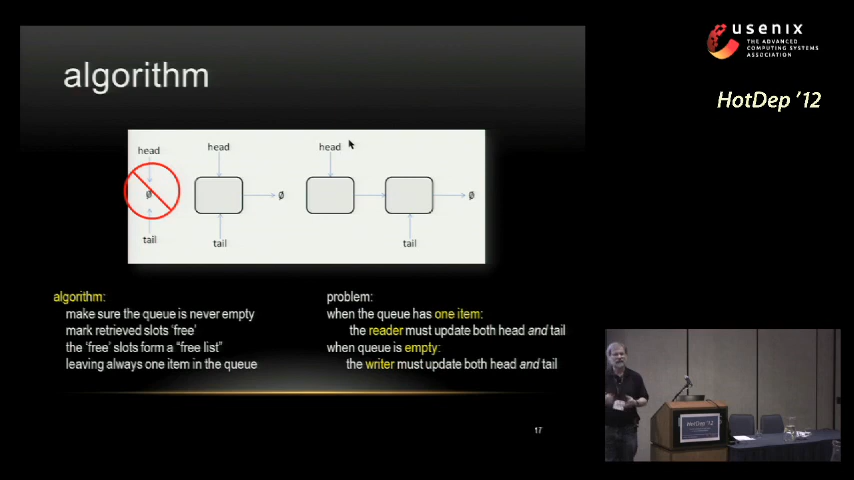 algorithm
usenix
THE ADVANCED
COMPUTING SYSTEMS
ASSOCIATION
HotDep '12
head head head
ø ø ø
tail tail tail
algorithm:
make sure the queue is never empty
mark retrieved slots 'free'
the 'free' slots form a "free list"
leaving always one item in the queue
problem:
when the queue has one item:
the reader must update both head and tail
when queue is empty:
the writer must update both head and tail
17
HotDep '12